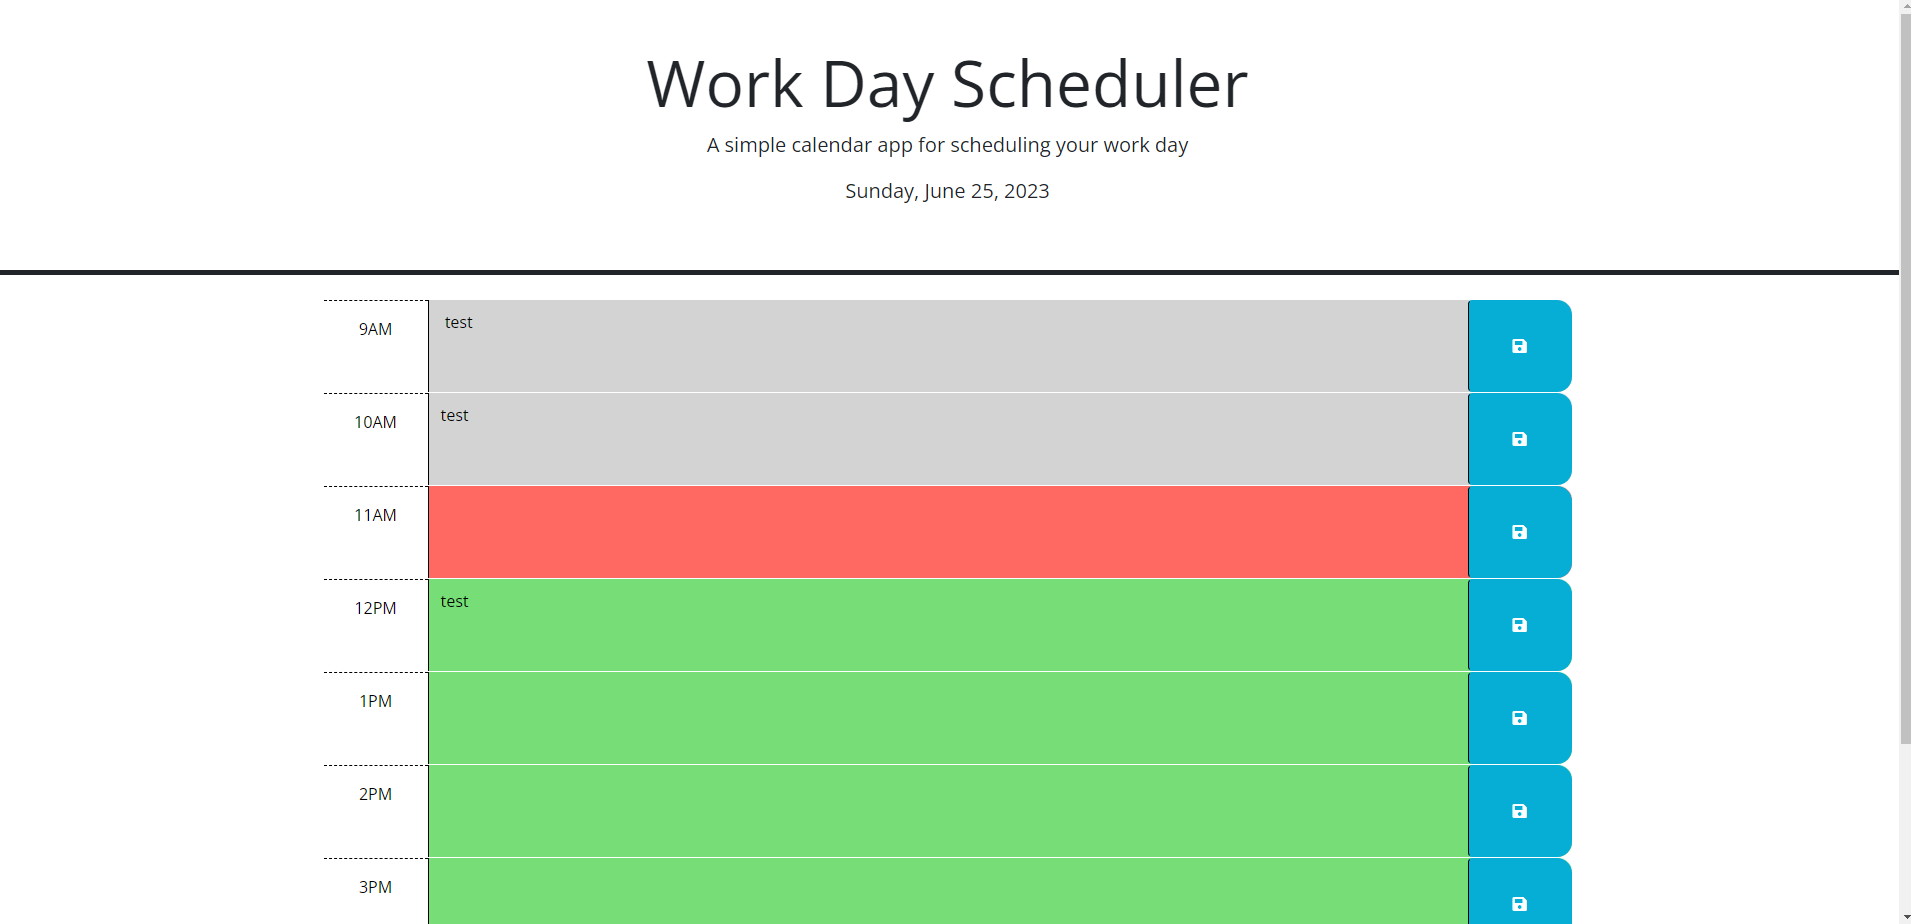 Work Day Scheduler
A simple calendar app for scheduling your work day
Sunday, June 25, 2023
9AM test
10AM test
11AM
12PM test
1PM
2PM
3PM